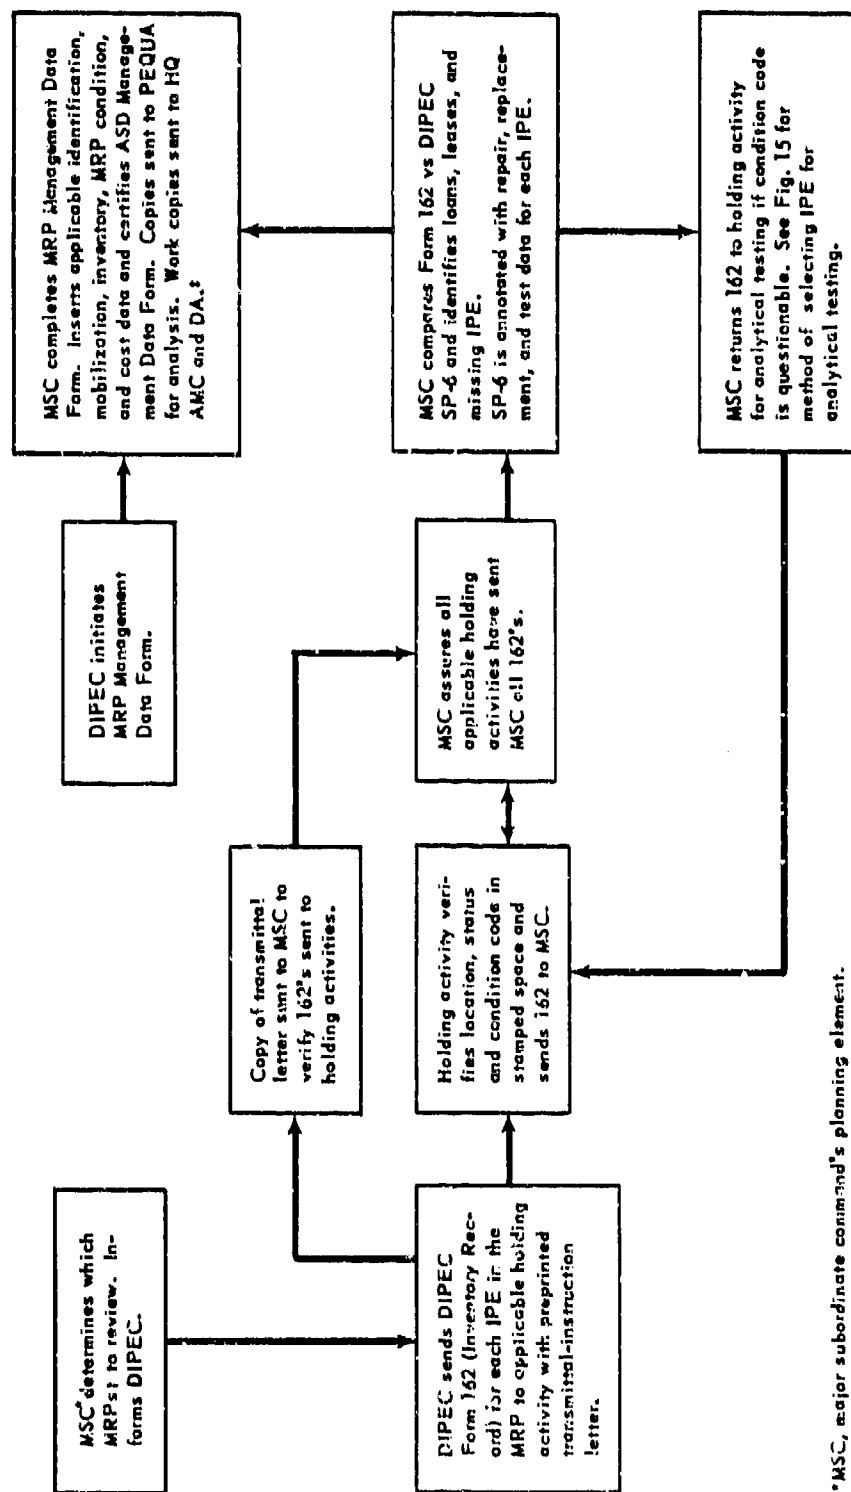 MSC* determines which
MRPs† to review. In-
forms DIPEC.
DIPEC sends DIPEC
Form 162 (Inventory Rec-
ord) for each IPE in the
MRP to applicable holding
activity with preprinted
transmittal-instruction
letter.
Copy of transmittal
letter sent to MSC to
verify 162's sent to
holding activities.
Holding activity veri-
fies location, status
and condition code in
stamped space and
sends 162 to MSC.
DIPEC initiates
MRP Management
Data Form.
MSC assures all
applicable holding
activities have sent
MSC all 162's.
MSC completes MRP Management Data
Form. Inserts applicable identification,
mobilization, inventory, MRP condition,
and cost data and certifies ASD Manage-
ment Data Form. Copies sent to PEQUA
for analysis. Work copies sent to HQ
AMC and DA.‡
MSC compares Form 162 vs DIPEC
SP-6 and identifies loans, leases, and
missing IPE.
SP-6 is annotated with repair, replace-
ment, and test data for each IPE.
MSC returns 162 to holding activity
for analytical testing if condition code
is questionable. See Fig. 15 for
method of selecting IPE for
analytical testing.
*MSC, major subordinate command's planning element.